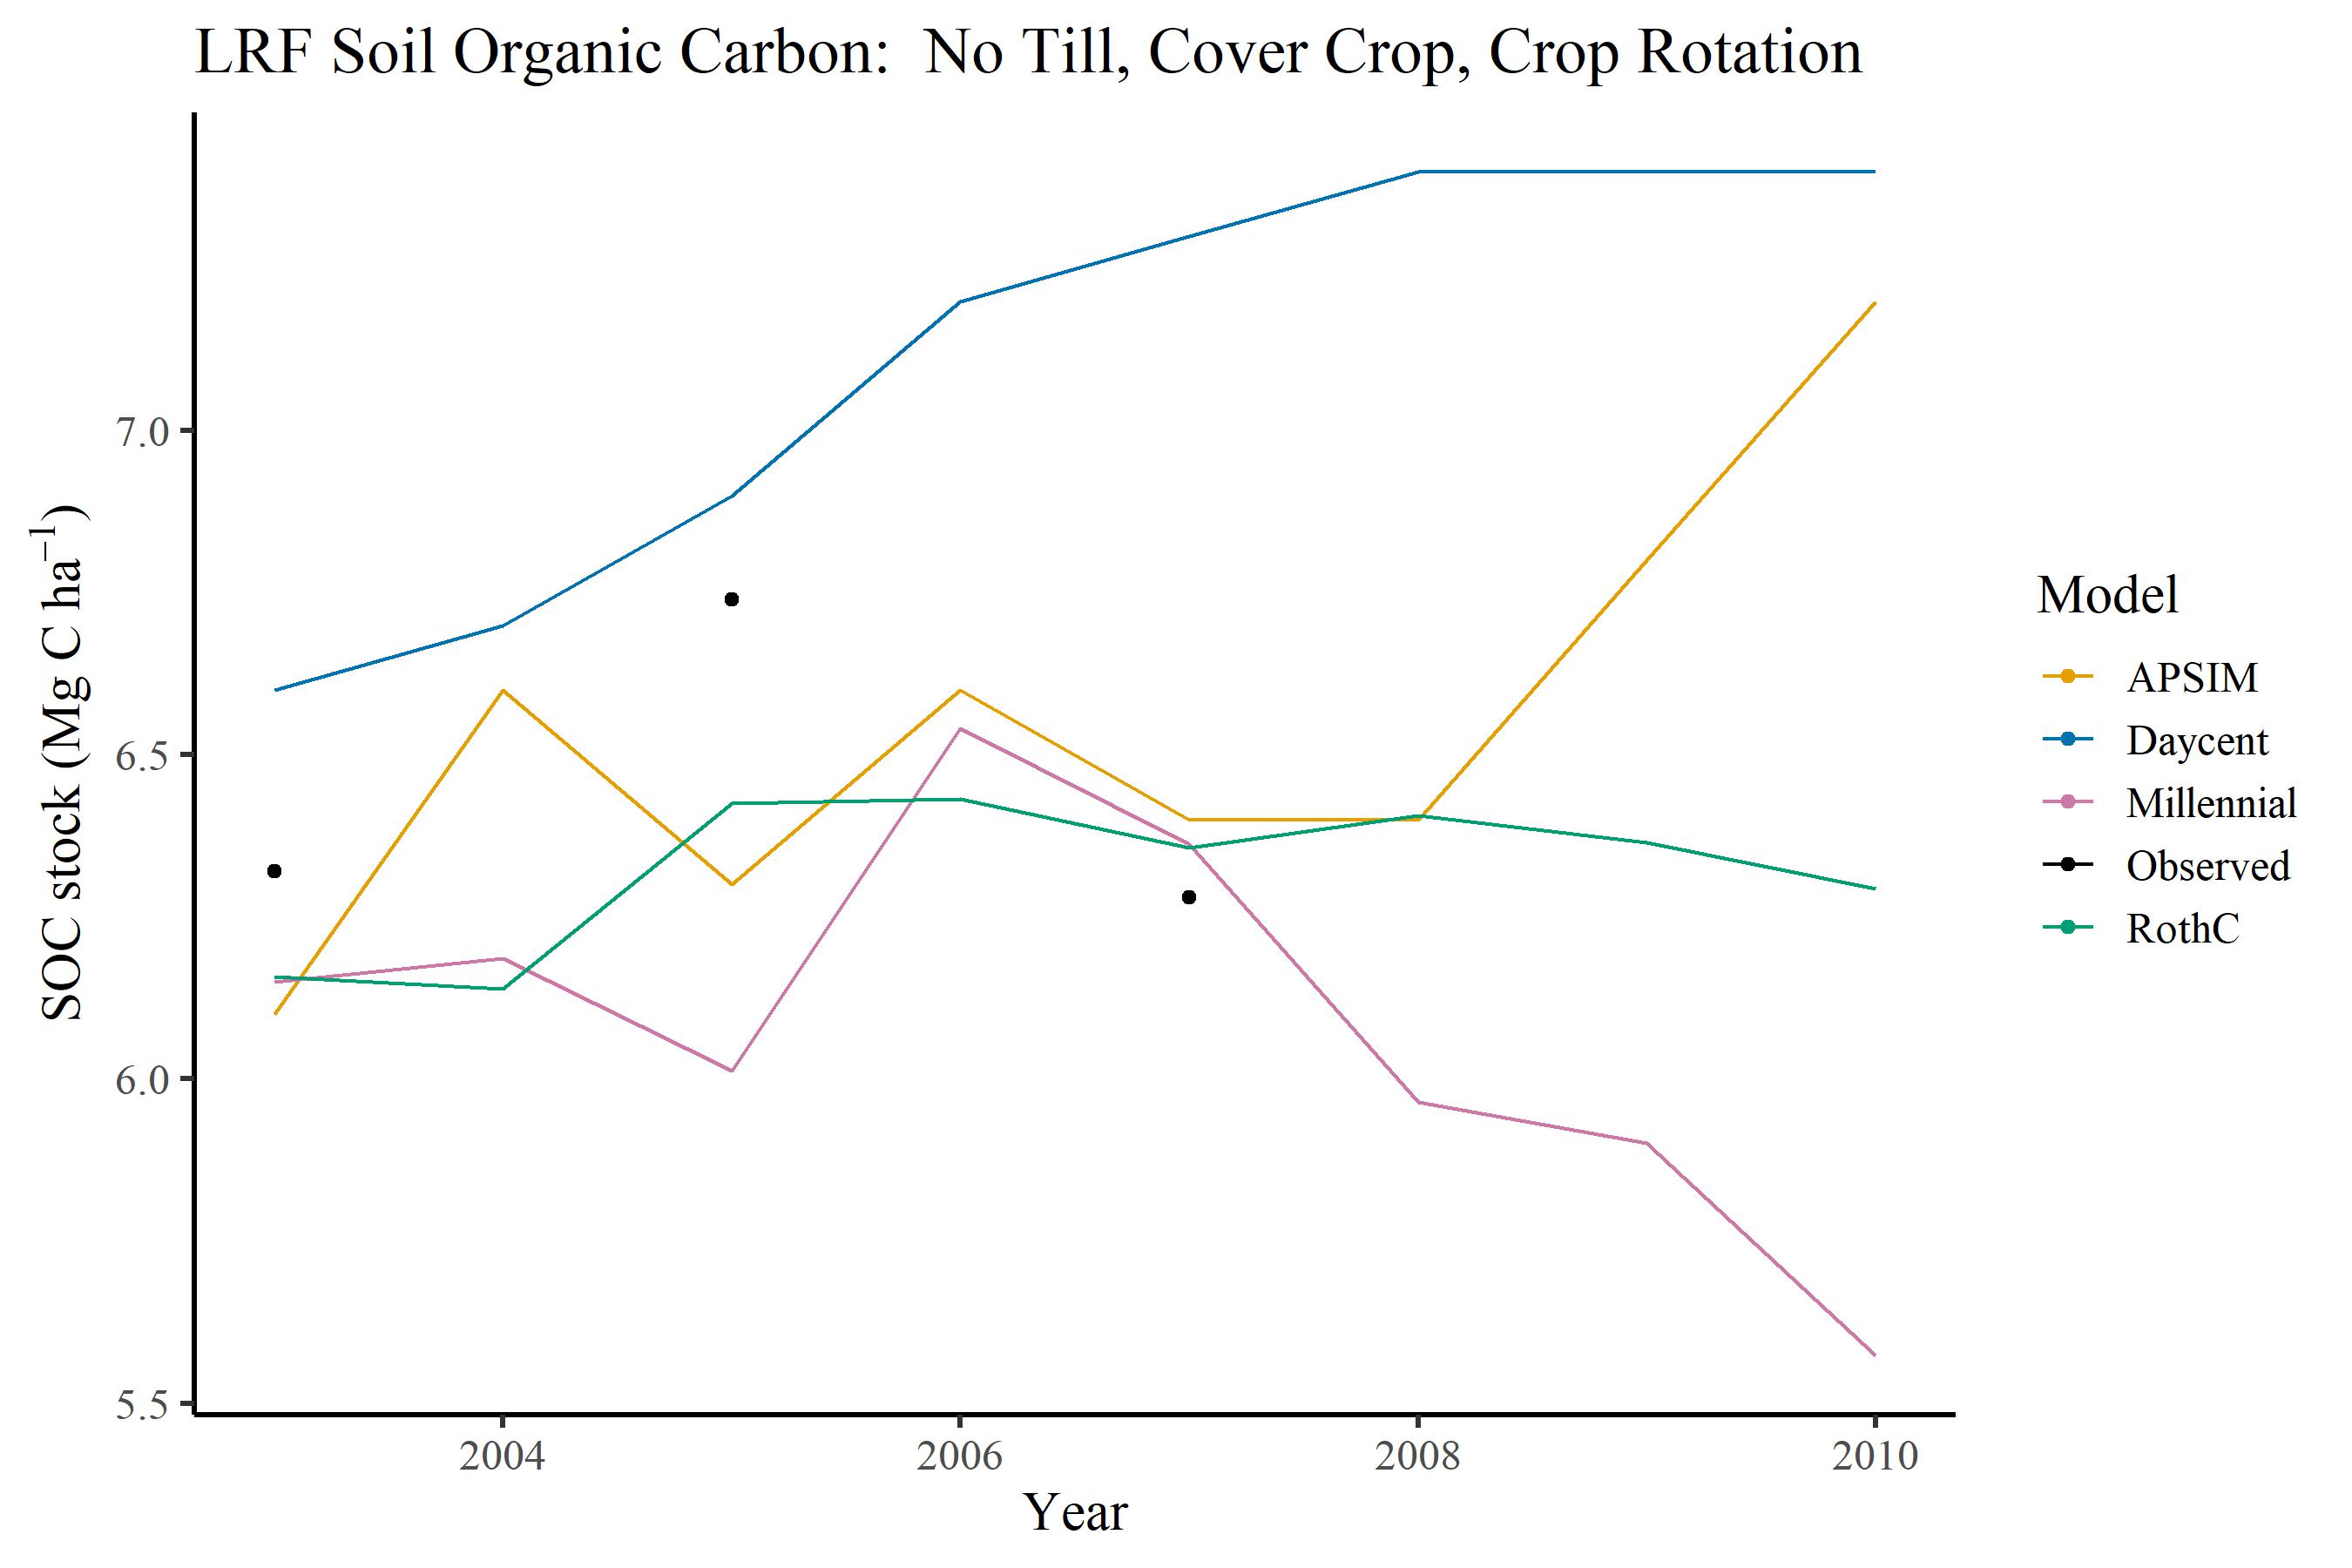 LRF Soil Organic Carbon:  No Till, Cover Crop, Crop Rotation
SOC stock (Mg C ha⁻¹)
7.0
6.5
6.0
5.5
2004
2006
2008
2010
Year
Model
APSIM
Daycent
Millennial
Observed
RothC